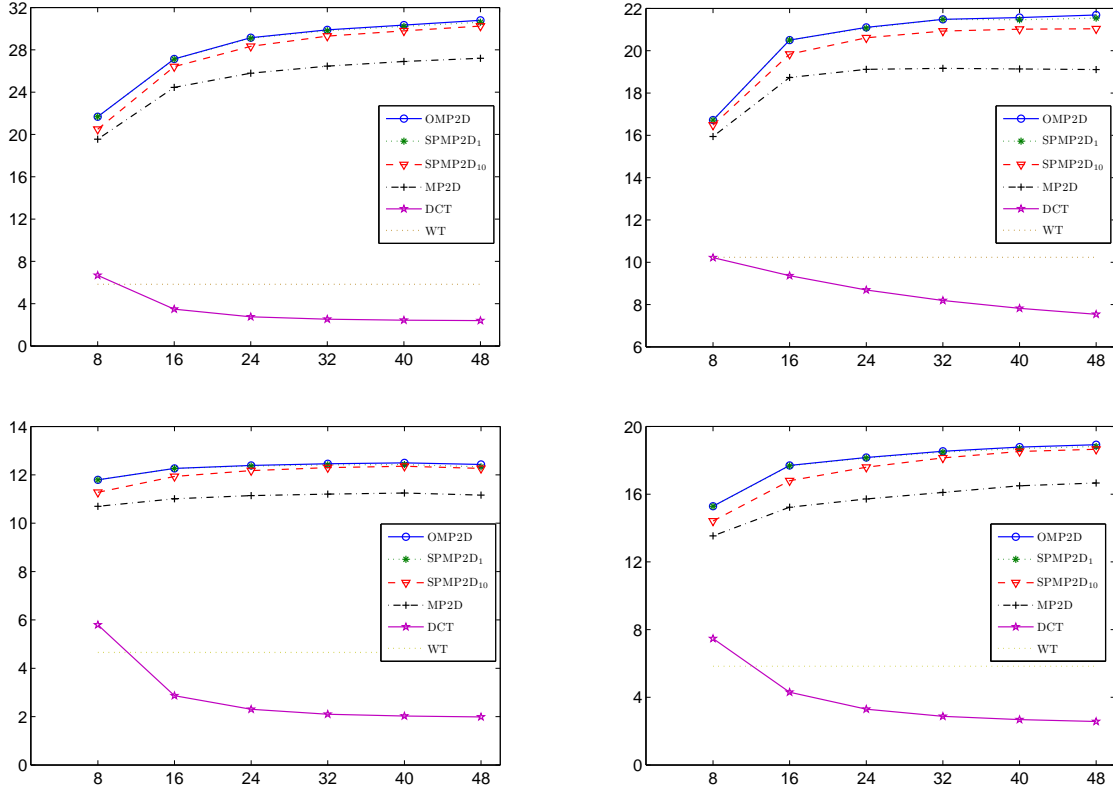 32
28
24
20
16
12
8
4
0
8 16 24 32 40 48
OMP2D
SPMP2D₁
SPMP2D₁₀
MP2D
DCT
WT
22
20
18
16
14
12
10
8
6
8 16 24 32 40 48
OMP2D
SPMP2D₁
SPMP2D₁₀
MP2D
DCT
WT
14
12
10
8
6
4
2
0
8 16 24 32 40 48
OMP2D
SPMP2D₁
SPMP2D₁₀
MP2D
DCT
WT
20
16
12
8
4
0
8 16 24 32 40 48
OMP2D
SPMP2D₁
SPMP2D₁₀
MP2D
DCT
WT